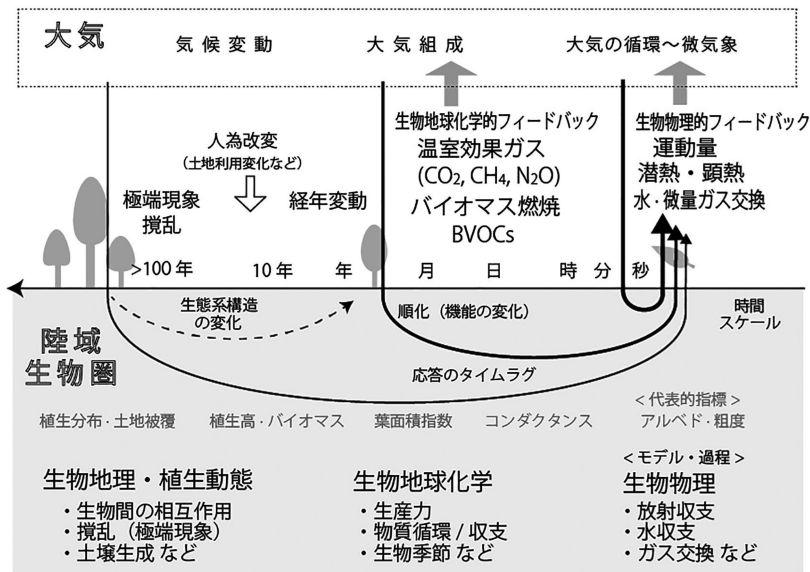 大気
気候変動 大気組成 大気の循環～微気象
生物地球化学的フィードバック
温室効果ガス
(CO₂, CH₄, N₂O)
バイオマス燃焼
BVOCs
生物物理的フィードバック
運動量
潜熱・顕熱
水・微量ガス交換
人為改変
(土地利用変化など)
極端現象
撹乱
経年変動
>100年 10年 年 月 日 時 分 秒
生態系構造
の変化
順化（機能の変化）
時間
スケール
陸域
生物圏
応答のタイムラグ
<代表的指標>
植生分布・土地被覆 植生高・バイオマス 葉面積指数 コンダクタンス アルベド・粗度
<モデル・過程>
生物地理・植生動態
・生物間の相互作用
・撹乱（極端現象）
・土壌生成 など
生物地球化学
・生産力
・物質循環 / 収支
・生物季節 など
生物物理
・放射収支
・水収支
・ガス交換 など